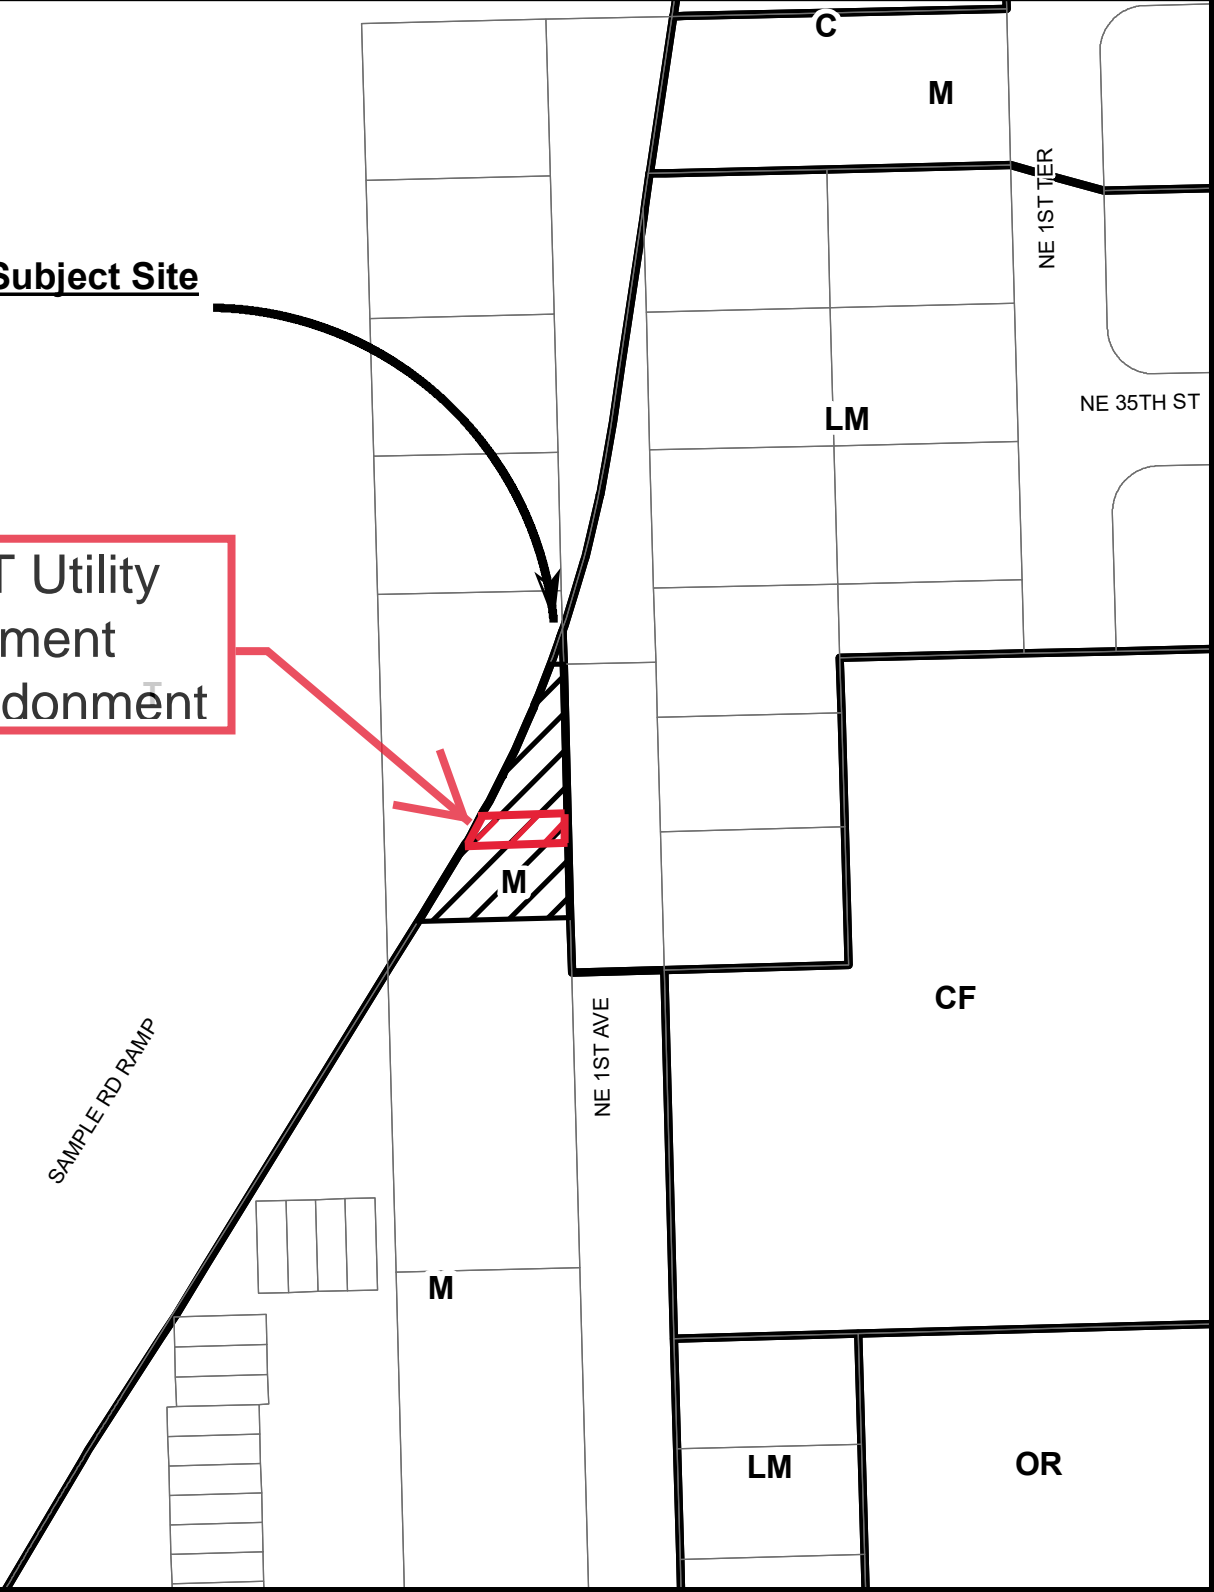 C
M
NE 1ST TER
Subject Site
NE 35TH ST
LM
T Utility
ment
donment
T
M
CF
NE 1ST AVE
SAMPLE RD RAMP
M
LM
OR